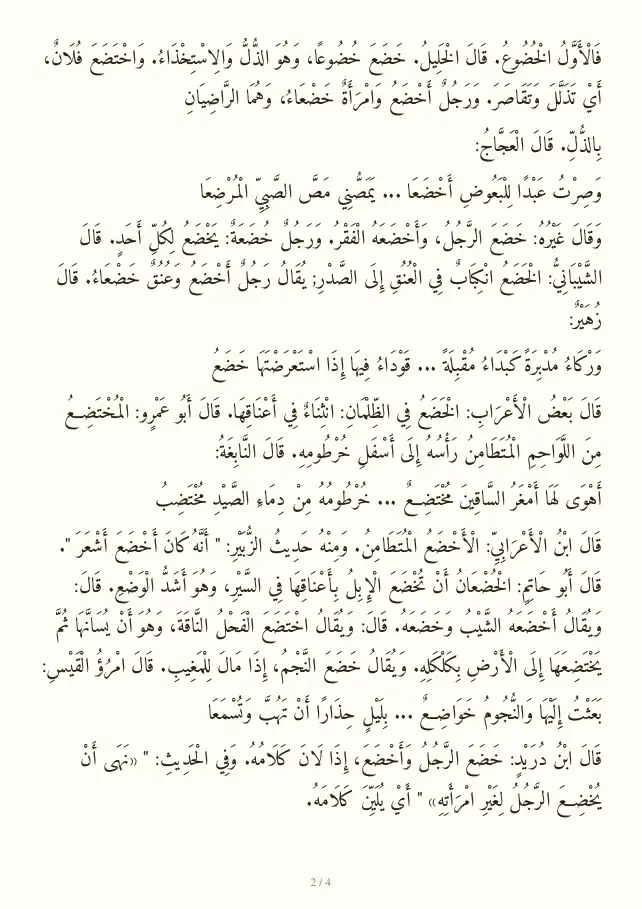 فَالْأَوَّلُ الْخُضُوعُ. قَالَ الْخَلِيلُ. خَضَعَ خُضُوعًا، وَهُوَ الذُّلُّ وَالِاسْتِخْذَاءُ. وَاخْتَضَعَ فُلَانٌ،
أَيْ تَذَلَّلَ وَتَقَاصَرَ. وَرَجُلٌ أَخْضَعُ وَامْرَأَةٌ خَضْعَاءُ، وَهُمَا الرَّاضِيَانِ
بِالذُّلِّ. قَالَ الْعَجَّاجُ:
وَصِرْتُ عَبْدًا لِلْبَعُوضِ أَخْضَعَا ... يَمَصُّنِي مَصَّ الصَّبِيِّ الْمُرْضِعَا
وَقَالَ غَيْرُهُ: خَضَعَ الرَّجُلُ، وَأَخْضَعَهُ الْفَقْرُ. وَرَجُلٌ خُضَعَةٌ: يَخْضَعُ لِكُلِّ أَحَدٍ. قَالَ
الشَّيْبَانِيُّ: الْخَضَعُ انْكِبَابٌ فِي الْعُنُقِ إِلَى الصَّدْرِ; يُقَالُ رَجُلٌ أَخْضَعُ وَعُنُقٌ خَضْعَاءُ. قَالَ
زُهَيْرٌ:
وَرْكَاءُ مُدْبِرَةً كَبْدَاءُ مُقْبِلَةً ... قَوْدَاءُ فِيهَا إِذَا اسْتَعْرَضْتَهَا خَضَعُ
قَالَ بَعْضُ الْأَعْرَابِ: الْخَضَعُ فِي الظِّلْمَانِ: انْثِنَاءٌ فِي أَعْنَاقِهَا. قَالَ أَبُو عَمْرٍو: الْمُخْتَضِعُ
مِنَ اللَّوَاحِمِ الْمُتَطَامِنُ رَأْسُهُ إِلَى أَسْفَلِ خُرْطُومِهِ. قَالَ النَّابِغَةُ:
أَهْوَى لَهَا أَمْغَرُ السَّاقِينَ مُخْتَضِعٌ ... خُرْطُومُهُ مِنْ دِمَاءِ الصَّيْدِ مُخْتَضِبُ
قَالَ ابْنُ الْأَعْرَابِيِّ: الْأَخْضَعُ الْمُتَطَامِنُ. وَمِنْهُ حَدِيثُ الزُّبَيْرِ: " أَنَّهُ كَانَ أَخْضَعَ أَشْعَرَ ".
قَالَ أَبُو حَاتِمٍ: الْخُضْعَانُ أَنْ تُخْضَعَ الْإِبِلُ بِأَعْنَاقِهَا فِي السَّيْرِ، وَهُوَ أَشَدُّ الْوَضْعِ. قَالَ:
وَيُقَالُ أَخْضَعَهُ الشَّيْبُ وَخَضَعَهُ. قَالَ: وَيُقَالُ اخْتَضَعَ الْفَحْلُ النَّاقَةَ، وَهُوَ أَنْ يُسَانَّهَا ثُمَّ
يَخْتَضِعَهَا إِلَى الْأَرْضِ بِكَلْكَلِهِ. وَيُقَالُ خَضَعَ النَّجْمُ، إِذَا مَالَ لِلْمَغِيبِ. قَالَ امْرُؤُ الْقَيْسِ:
بَعَثْتُ إِلَيْهَا وَالنُّجُومُ خَوَاضِعٌ ... بِلَيْلٍ حِذَارًا أَنْ تَهُبَّ وَتُسْمَعَا
قَالَ ابْنُ دُرَيْدٍ: خَضَعَ الرَّجُلُ وَأَخْضَعَ، إِذَا لَانَ كَلَامُهُ. وَفِي الْحَدِيثِ: " «نَهَى أَنْ
يُخْضِعَ الرَّجُلُ لِغَيْرِ امْرَأَتِهِ» " أَيْ يُلَيِّنَ كَلَامَهُ.
2 / 4